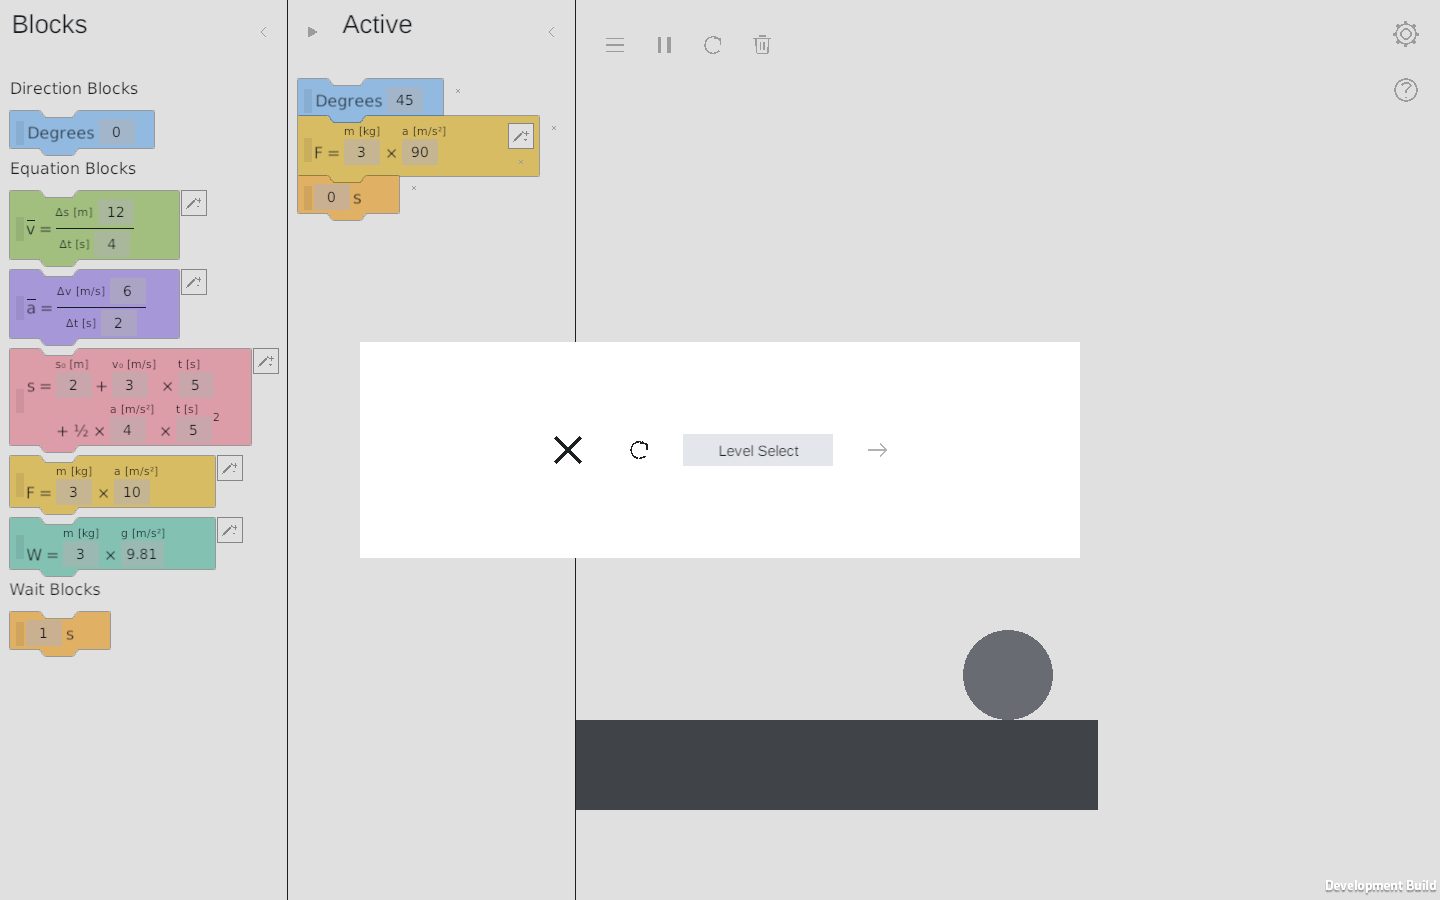 Blocks
Active
Direction Blocks
Degrees 0
Equation Blocks
Δs [m] 12
v =
Δt [s] 4
Δv [m/s] 6
a =
Δt [s] 2
s₀ [m] v₀ [m/s] t [s]
s = 2 + 3 × 5
a [m/s²] t [s]
+ ½ × 4 × 5 2
m [kg] a [m/s²]
F = 3 × 10
m [kg] g [m/s²]
W = 3 × 9.81
Wait Blocks
1 s
Degrees 45
m [kg] a [m/s²]
F = 3 × 90
0 s
Level Select
Development Build